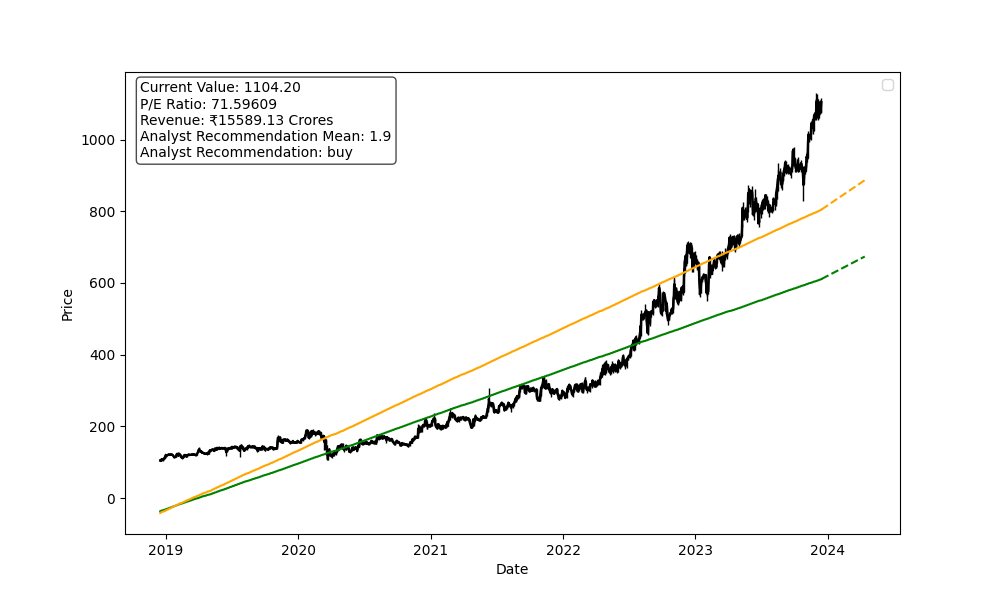 Current Value: 1104.20
P/E Ratio: 71.59609
Revenue: ₹15589.13 Crores
Analyst Recommendation Mean: 1.9
Analyst Recommendation: buy
Price
1000
800
600
400
200
0
2019 2020 2021 2022 2023 2024
Date